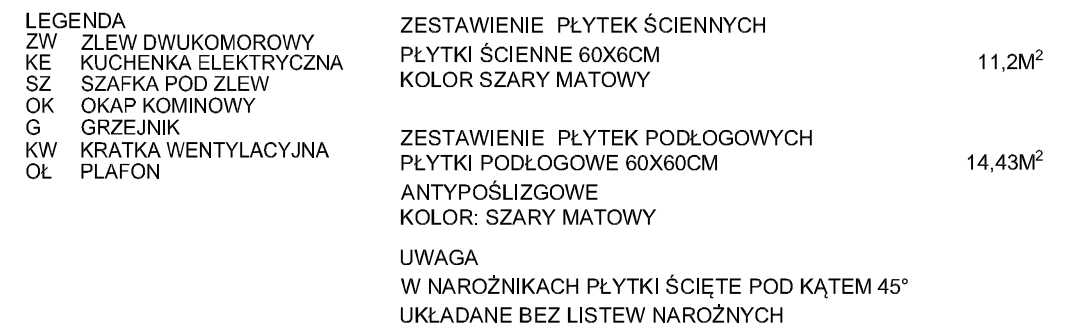 LEGENDA
ZW ZLEW DWUKOMOROWY
KE KUCHENKA ELEKTRYCZNA
SZ SZAFKA POD ZLEW
OK OKAP KOMINOWY
G GRZEJNIK
KW KRATKA WENTYLACYJNA
OŁ PLAFON
ZESTAWIENIE PŁYTEK ŚCIENNYCH
PŁYTKI ŚCIENNE 60X6CM 11,2M²
KOLOR SZARY MATOWY
ZESTAWIENIE PŁYTEK PODŁOGOWYCH
PŁYTKI PODŁOGOWE 60X60CM 14,43M²
ANTYPOŚLIZGOWE
KOLOR: SZARY MATOWY
UWAGA
W NAROŻNIKACH PŁYTKI ŚCIĘTE POD KĄTEM 45°
UKŁADANE BEZ LISTEW NAROŻNYCH